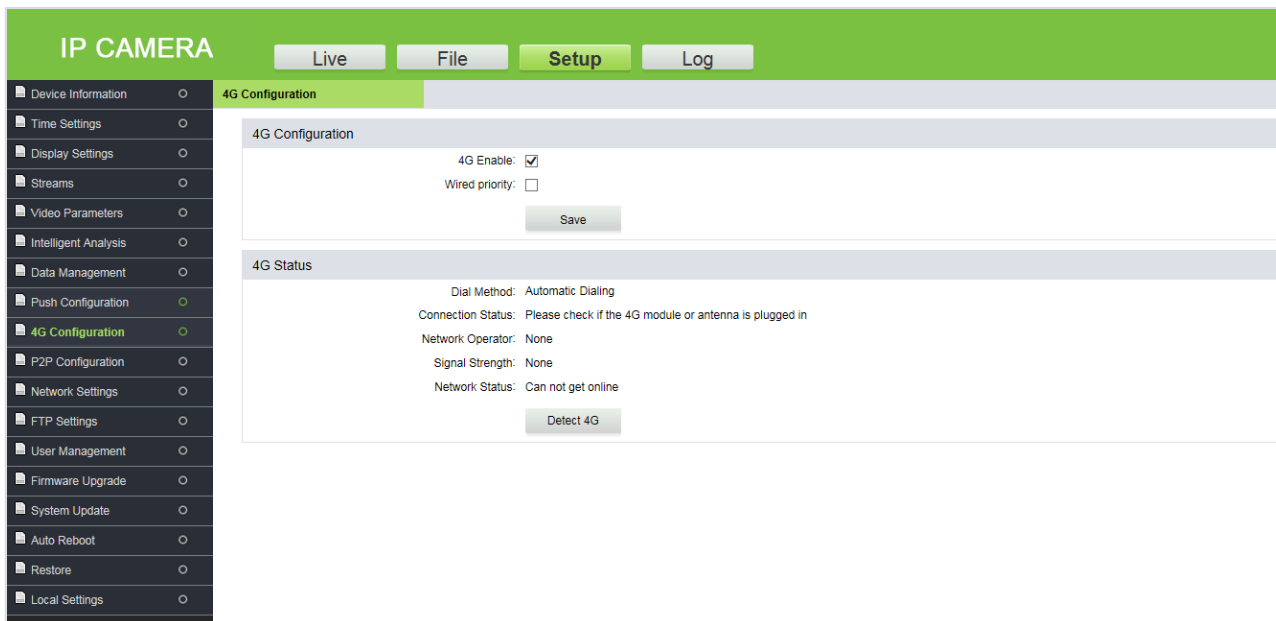 IP CAMERA
Live
File
Setup
Log
Device Information
Time Settings
Display Settings
Streams
Video Parameters
Intelligent Analysis
Data Management
Push Configuration
4G Configuration
P2P Configuration
Network Settings
FTP Settings
User Management
Firmware Upgrade
System Update
Auto Reboot
Restore
Local Settings
4G Configuration
4G Configuration
4G Enable:
Wired priority:
Save
4G Status
Dial Method: Automatic Dialing
Connection Status: Please check if the 4G module or antenna is plugged in
Network Operator: None
Signal Strength: None
Network Status: Can not get online
Detect 4G